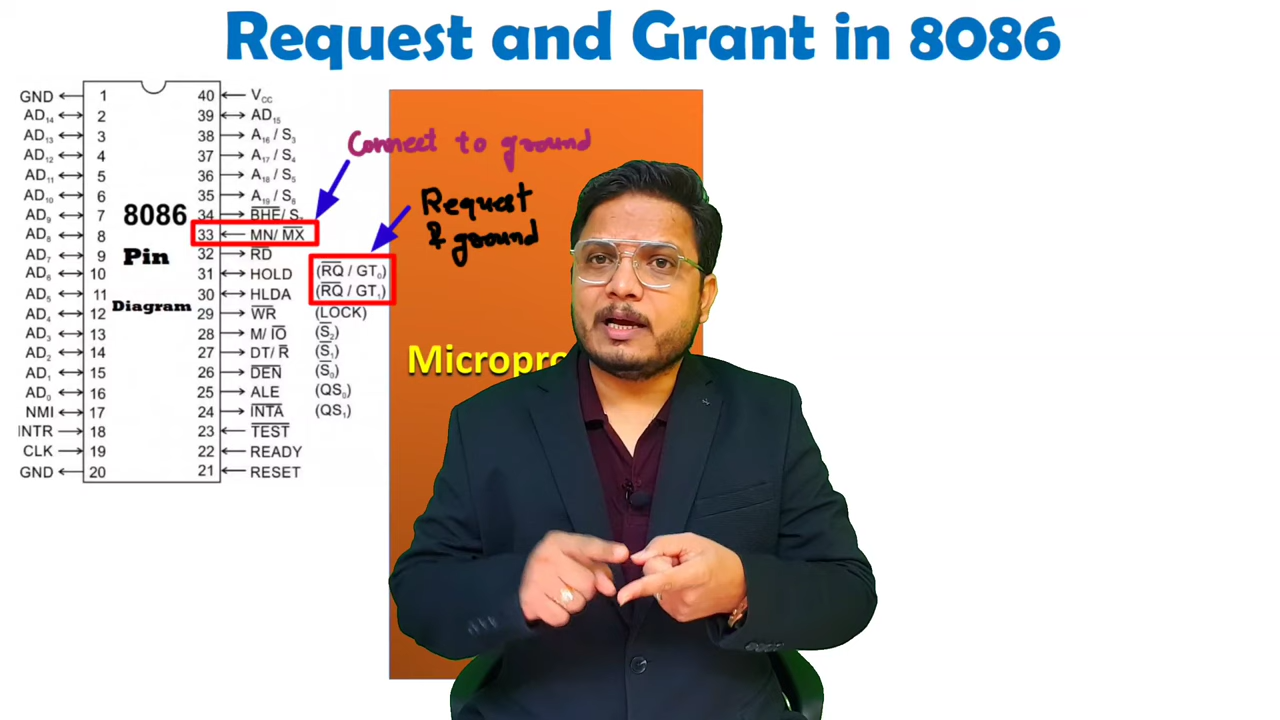 Request and Grant in 8086
GND 1 40 VCC
AD14 2 39 AD15
AD13 3 38 A16 / S3
AD12 4 37 A17 / S4
AD11 5 36 A18 / S5
AD10 6 35 A19 / S6
AD9 7 34 BHE/ S7
AD8 8 33 MN/ MX
AD7 9 32 RD
AD6 10 31 HOLD (RQ / GT0)
AD5 11 30 HLDA (RQ / GT1)
AD4 12 29 WR (LOCK)
AD3 13 28 M/ IO (S2)
AD2 14 27 DT/ R (S1)
AD1 15 26 DEN (S0)
AD0 16 25 ALE (QS0)
NMI 17 24 INTA (QS1)
INTR 18 23 TEST
CLK 19 22 READY
GND 20 21 RESET
8086
Pin
Diagram
Connect to ground
Request
& ground